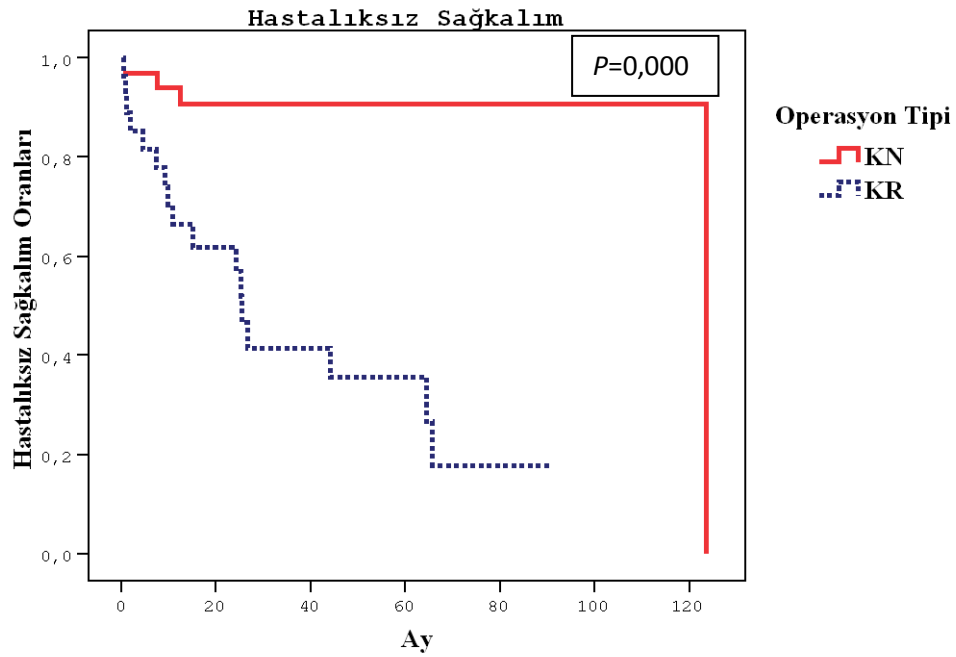 Hastalıksız Sağkalım
P=0,000
Hastalıksız Sağkalım Oranları
1,0
0,8
0,6
0,4
0,2
0,0
0
20
40
60
80
100
120
Ay
Operasyon Tipi
KN
KR